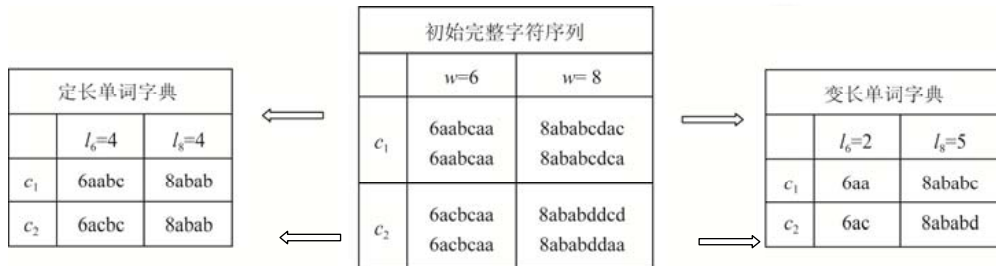 定长单词字典
l6=4 l8=4
c1 6aabc 8abab
c2 6acbc 8abab
初始完整字符序列
w=6 w= 8
c1
6aabcaa 8ababcdac
6aabcaa 8ababcdca
c2
6acbcaa 8ababddcd
6acbcaa 8ababddaa
变长单词字典
l6=2 l8=5
c1 6aa 8ababc
c2 6ac 8ababd